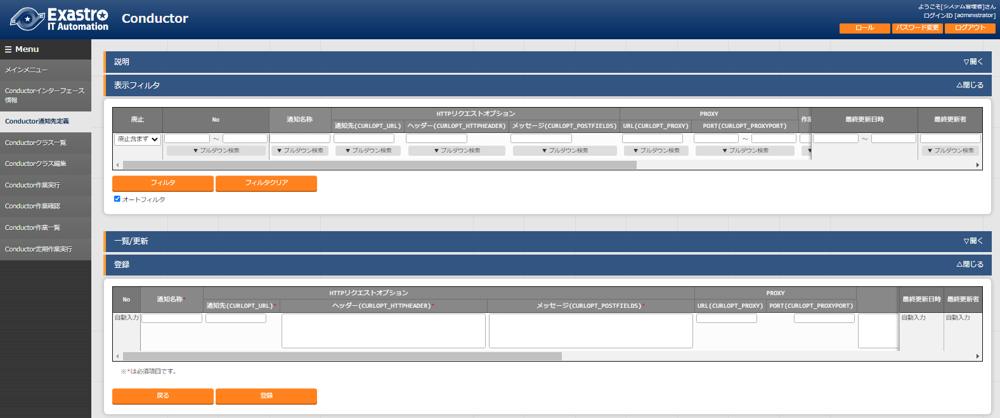 Exastro
IT Automation
Conductor
ようこそ[システム管理者]さん
ログインID [administrator]
ロール
パスワード変更
ログアウト
Menu
メインメニュー
Conductorインターフェース
情報
Conductor通知先定義
Conductorクラス一覧
Conductorクラス編集
Conductor作業実行
Conductor作業確認
Conductor作業一覧
Conductor定期作業実行
説明
▽開く
表示フィルタ
△閉じる
廃止
No
通知名称
HTTPリクエストオプション
PROXY
最終更新日時
最終更新者
通知先(CURLOPT_URL)
ヘッダー(CURLOPT_HTTPHEADER)
メッセージ(CURLOPT_POSTFIELDS)
URL(CURLOPT_PROXY)
PORT(CURLOPT_PROXYPORT)
廃止含まず
～
～
～
▼プルダウン検索
▼プルダウン検索
▼プルダウン検索
▼プルダウン検索
▼プルダウン検索
▼プルダウン検索
▼プルダウン検索
▼
▼プルダウン検索
フィルタ
フィルタクリア
オートフィルタ
一覧/更新
▽開く
登録
△閉じる
No
通知名称*
HTTPリクエストオプション
PROXY
最終更新日時
最終更新者
通知先(CURLOPT_URL)*
ヘッダー(CURLOPT_HTTPHEADER)*
メッセージ(CURLOPT_POSTFIELDS)*
URL(CURLOPT_PROXY)
PORT(CURLOPT_PROXYPORT)
自動入力
自動入力
自動入力
※*は必須項目です。
戻る
登録